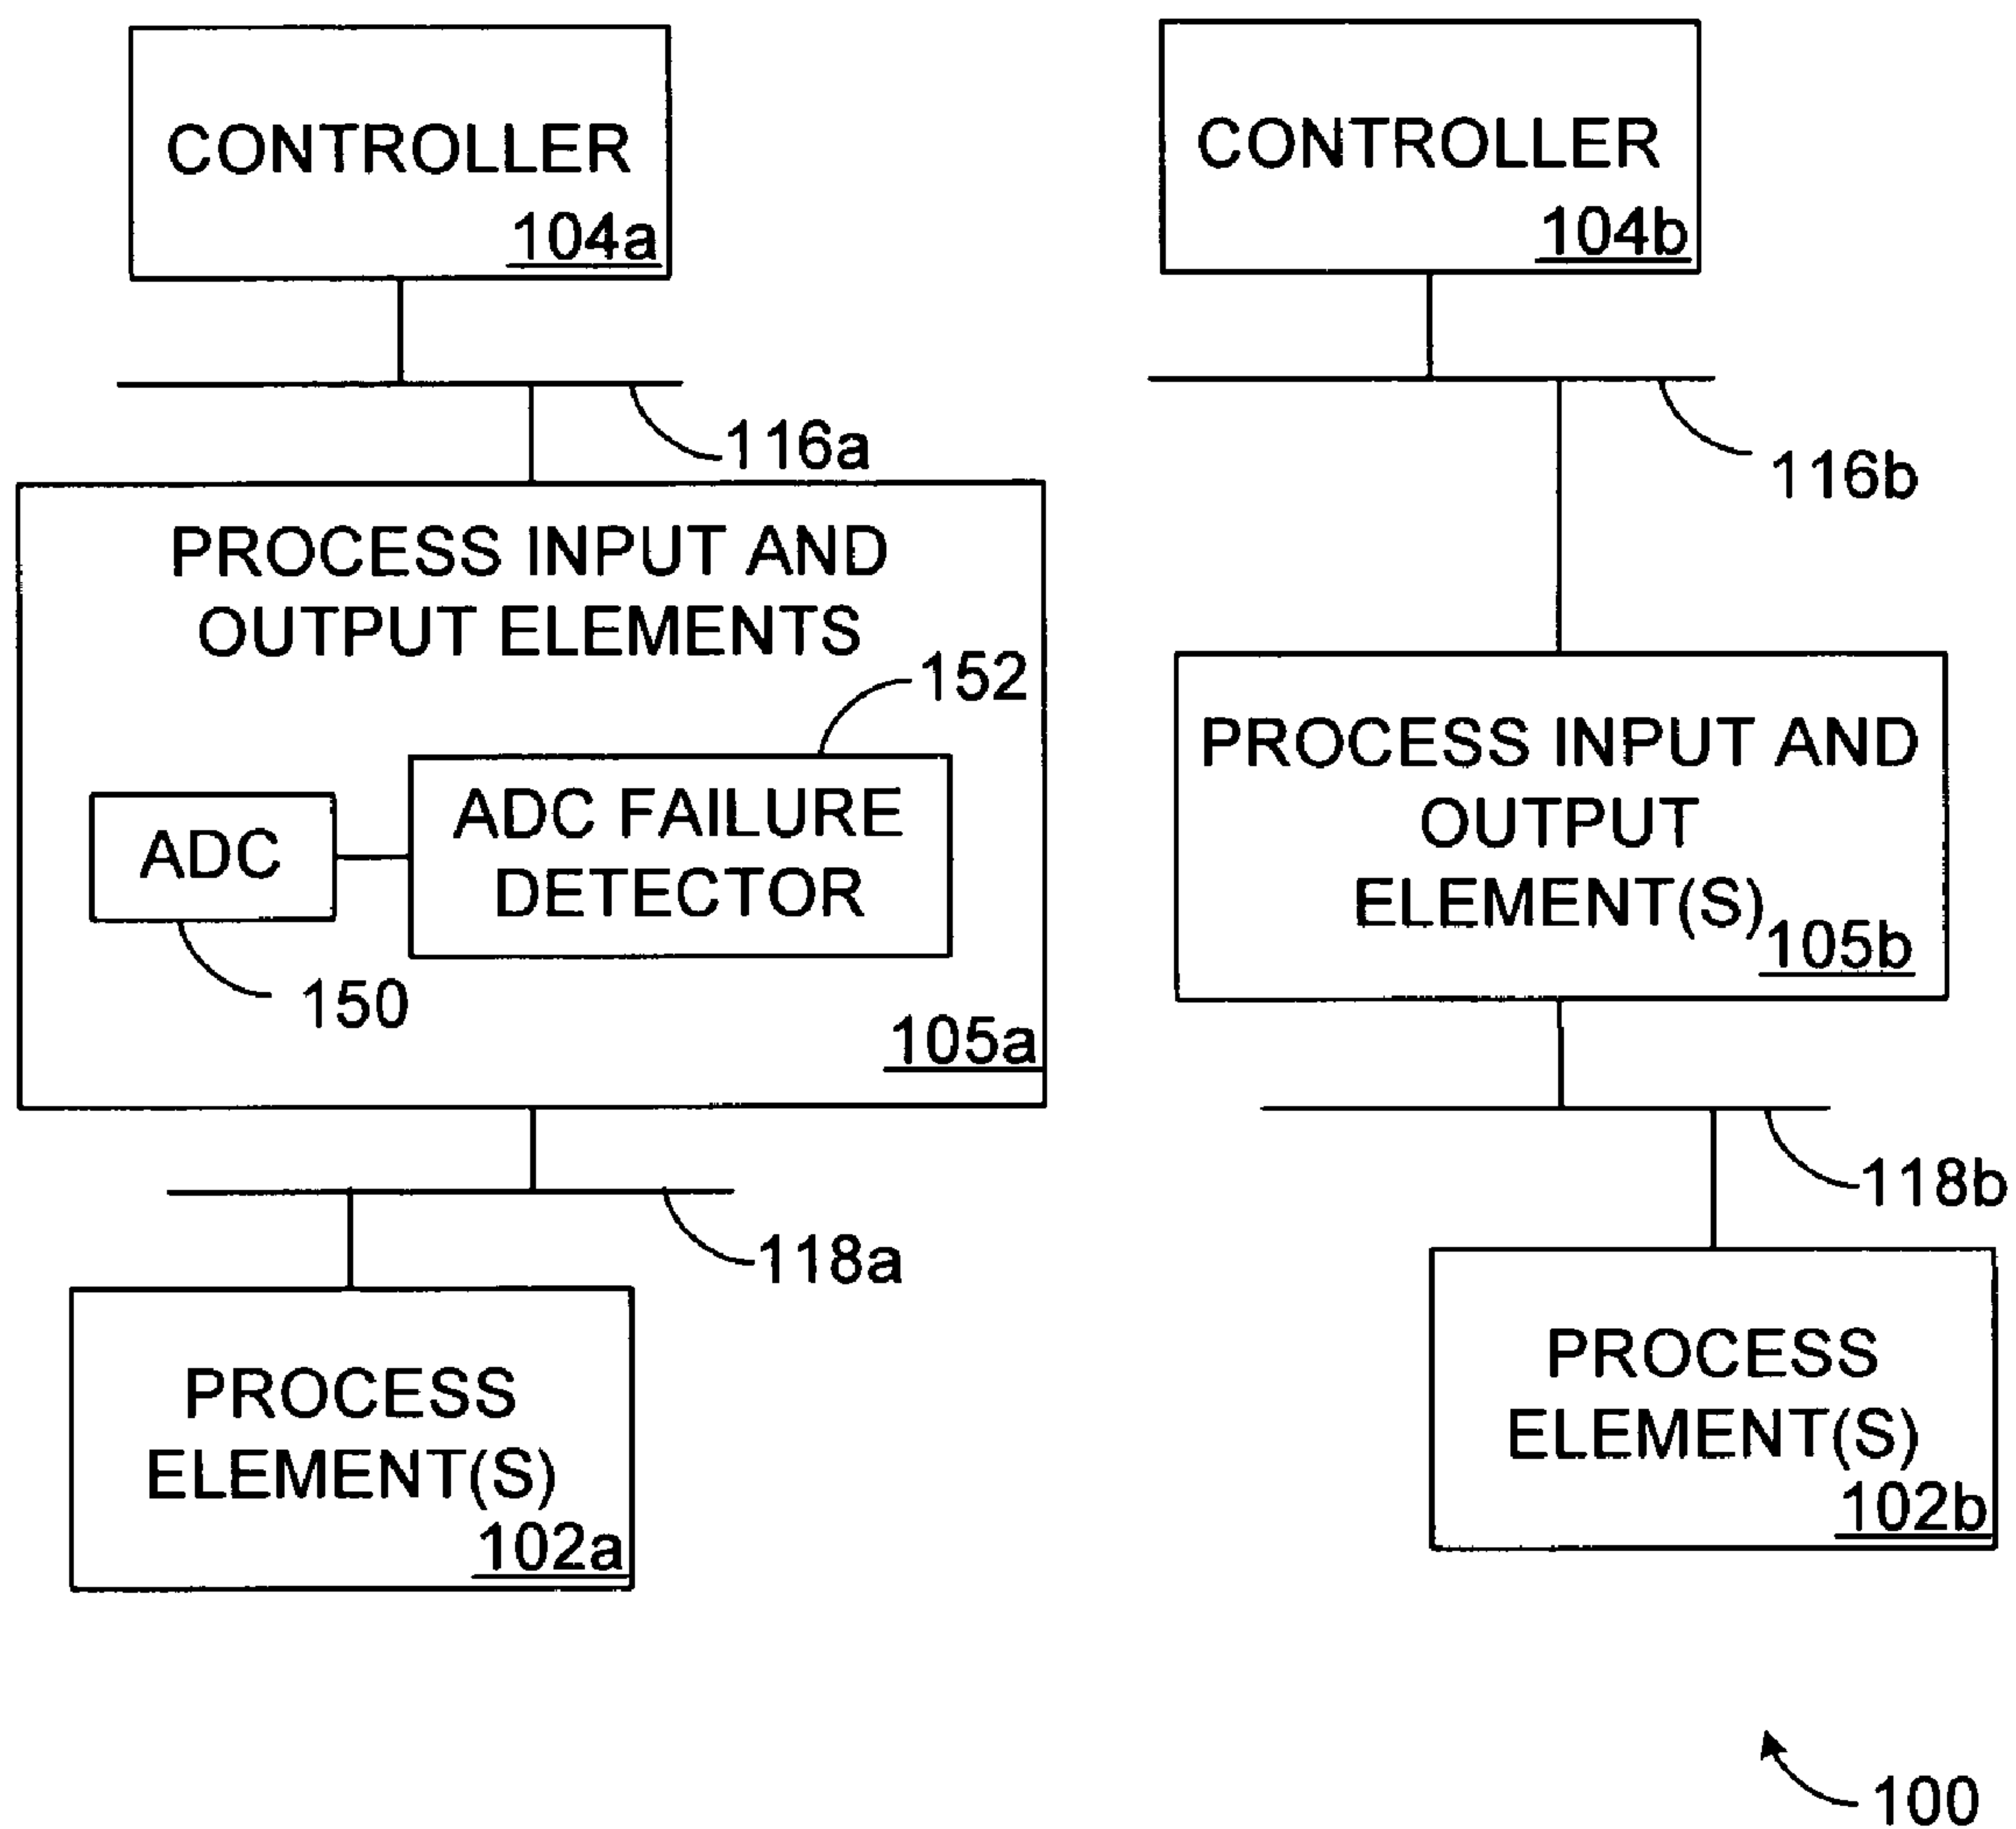 CONTROLLER
104a
116a
PROCESS INPUT AND
OUTPUT ELEMENTS
152
ADC
ADC FAILURE
DETECTOR
150
105a
118a
PROCESS
ELEMENT(S)
102a
CONTROLLER
104b
116b
PROCESS INPUT AND
OUTPUT
ELEMENT(S)
105b
118b
PROCESS
ELEMENT(S)
102b
100